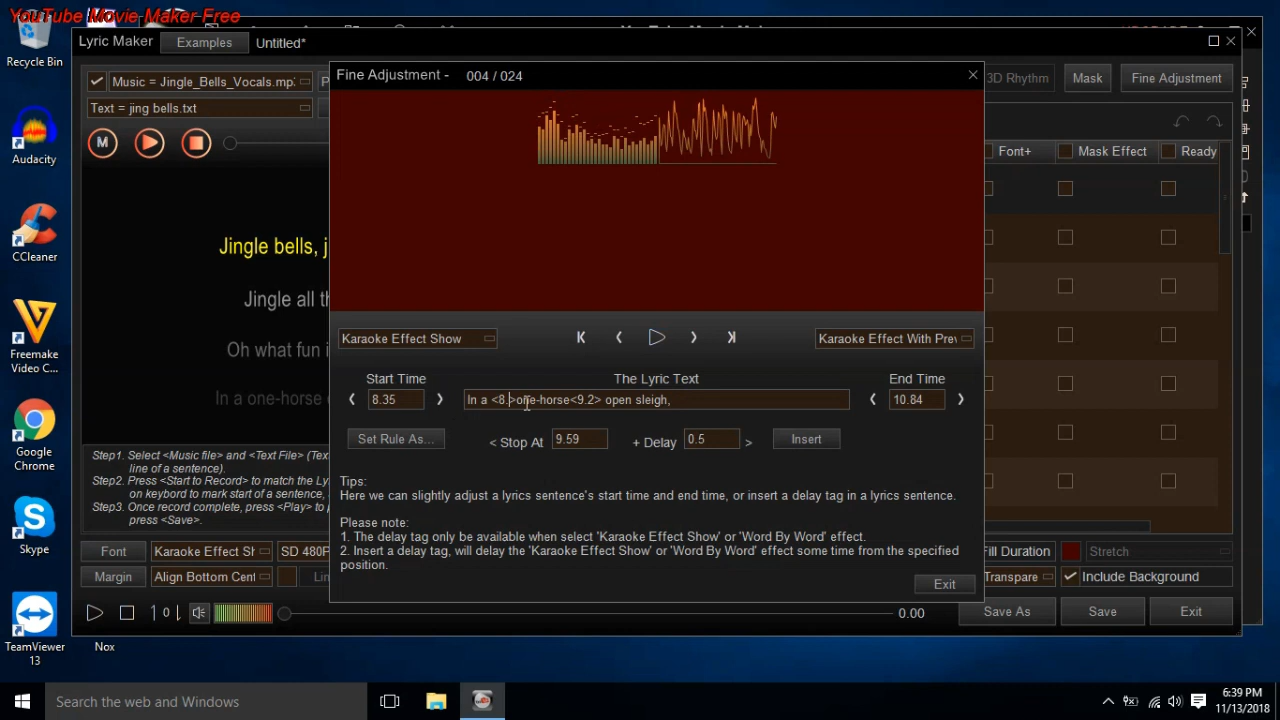 YouTube Movie Maker Free
Lyric Maker
Examples
Untitled*
Recycle Bin
Music = Jingle_Bells_Vocals.mp
Text = jing bells.txt
M
Fine Adjustment -
004 / 024
3D Rhythm
Mask
Fine Adjustment
Font+
Mask Effect
Ready
Audacity
CCleaner
Jingle bells, j
Jingle all th
Oh what fun i
In a one-horse
Freemake
Video C...
Karaoke Effect Show
Karaoke Effect With Prev
Start Time
The Lyric Text
End Time
8.35
In a <8.>one-horse<9.2> open sleigh,
10.84
Set Rule As...
< Stop At
9.59
+ Delay
0.5
>
Insert
Google
Chrome
Step1. Select <Music file> and <Text File> (Tex
line of a sentence).
Step2. Press <Start to Record> to match the Ly
on keybord to mark start of a sentence,
Step3. Once record complete, press <Play> to p
press <Save>.
Tips:
Here we can slightly adjust a lyrics sentence's start time and end time, or insert a delay tag in a lyrics sentence.
Please note:
1. The delay tag only be available when select 'Karaoke Effect Show' or 'Word By Word' effect.
2. Insert a delay tag, will delay the 'Karaoke Effect Show' or 'Word By Word' effect some time from the specified
position.
Exit
Skype
Font
Karaoke Effect Sh
SD 480P
Fill Duration
Stretch
Margin
Align Bottom Cent
Lin
Transpare
Include Background
1 0
0.00
Save As
Save
Exit
TeamViewer
13
Nox
Search the web and Windows
6:39 PM
11/13/2018